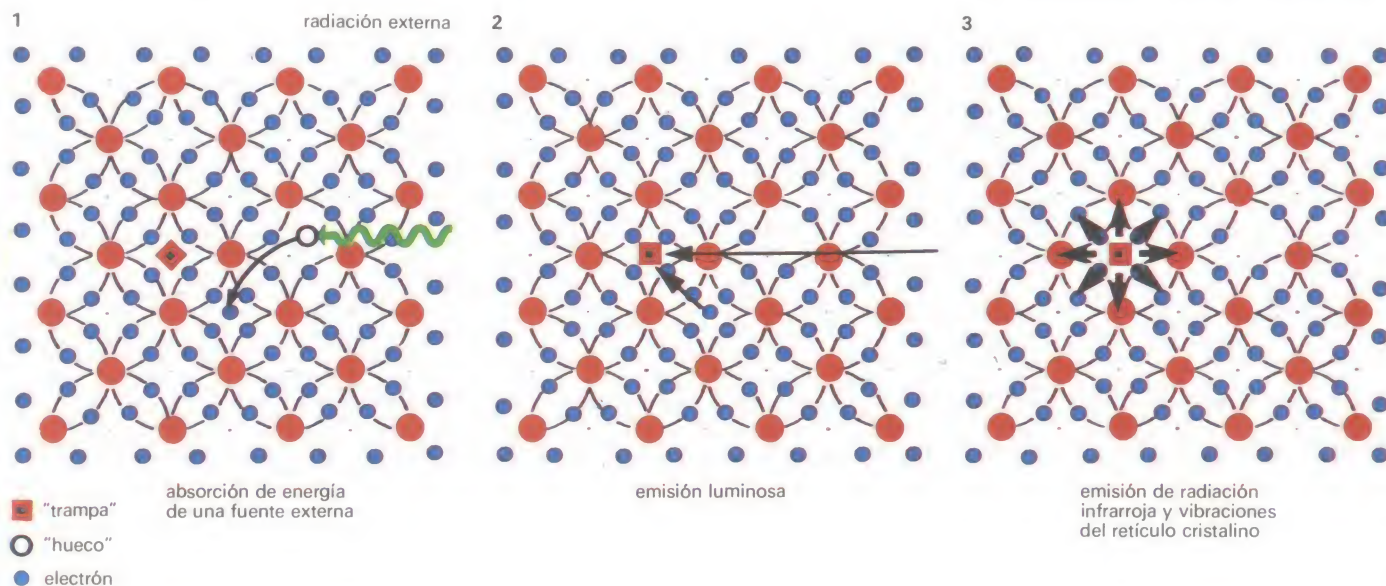 1
radiación externa
2
3
absorción de energía
de una fuente externa
emisión luminosa
emisión de radiación
infrarroja y vibraciones
del retículo cristalino
"trampa"
"hueco"
electrón